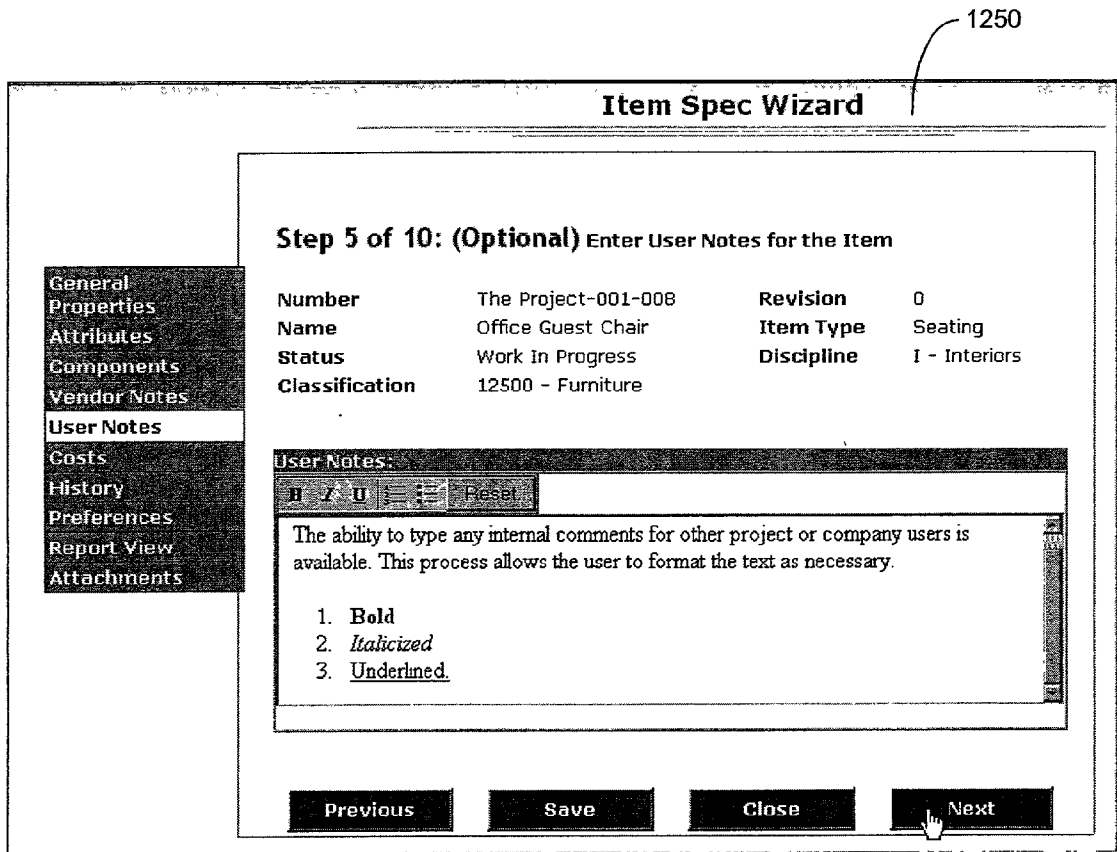 1250
Item Spec Wizard
Step 5 of 10: (Optional) Enter User Notes for the Item
General
Properties
Attributes
Components
Vendor Notes
User Notes
Costs
History
Preferences
Report View
Attachments
Number The Project-001-008 Revision 0
Name Office Guest Chair Item Type Seating
Status Work In Progress Discipline I - Interiors
Classification 12500 - Furniture
User Notes:
B I U Reset
The ability to type any internal comments for other project or company users is
available. This process allows the user to format the text as necessary.
1. Bold
2. Italicized
3. Underlined.
Previous Save Close Next